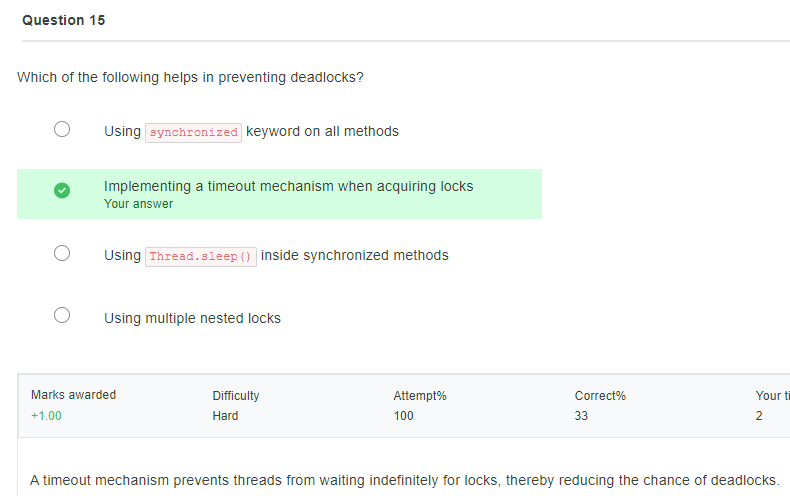 Question 15
Which of the following helps in preventing deadlocks?
Using synchronized keyword on all methods
Implementing a timeout mechanism when acquiring locks
Your answer
Using Thread.sleep() inside synchronized methods
Using multiple nested locks
Marks awarded Difficulty Attempt% Correct% Your ti
+1.00 Hard 100 33 2
A timeout mechanism prevents threads from waiting indefinitely for locks, thereby reducing the chance of deadlocks.